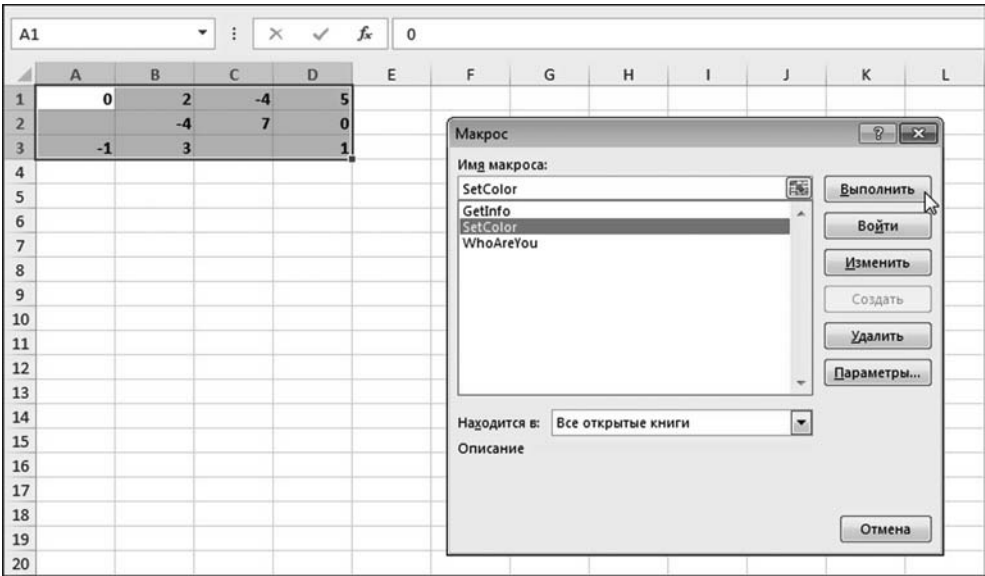 A1 fx 0
A B C D E F G H I J K L
1 0 2 -4 5
2 -4 7 0
3 -1 3 1
4
5
6
7
8
9
10
11
12
13
14
15
16
17
18
19
20
Макрос ?
Имя макроса:
SetColor
GetInfo
SetColor
WhoAreYou
Выполнить
Войти
Изменить
Создать
Удалить
Параметры...
Находится в: Все открытые книги
Описание
Отмена